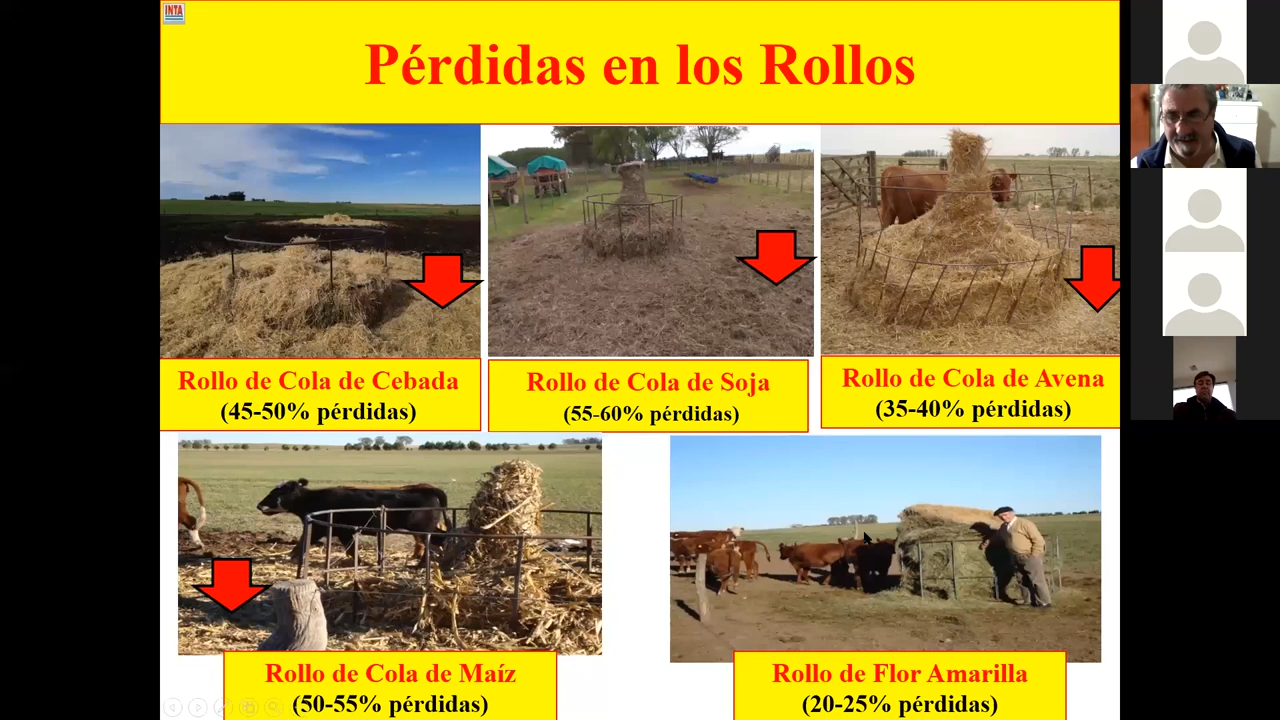 INTA
Pérdidas en los Rollos
Rollo de Cola de Cebada
(45-50% pérdidas)
Rollo de Cola de Soja
(55-60% pérdidas)
Rollo de Cola de Avena
(35-40% pérdidas)
Rollo de Cola de Maíz
(50-55% pérdidas)
Rollo de Flor Amarilla
(20-25% pérdidas)